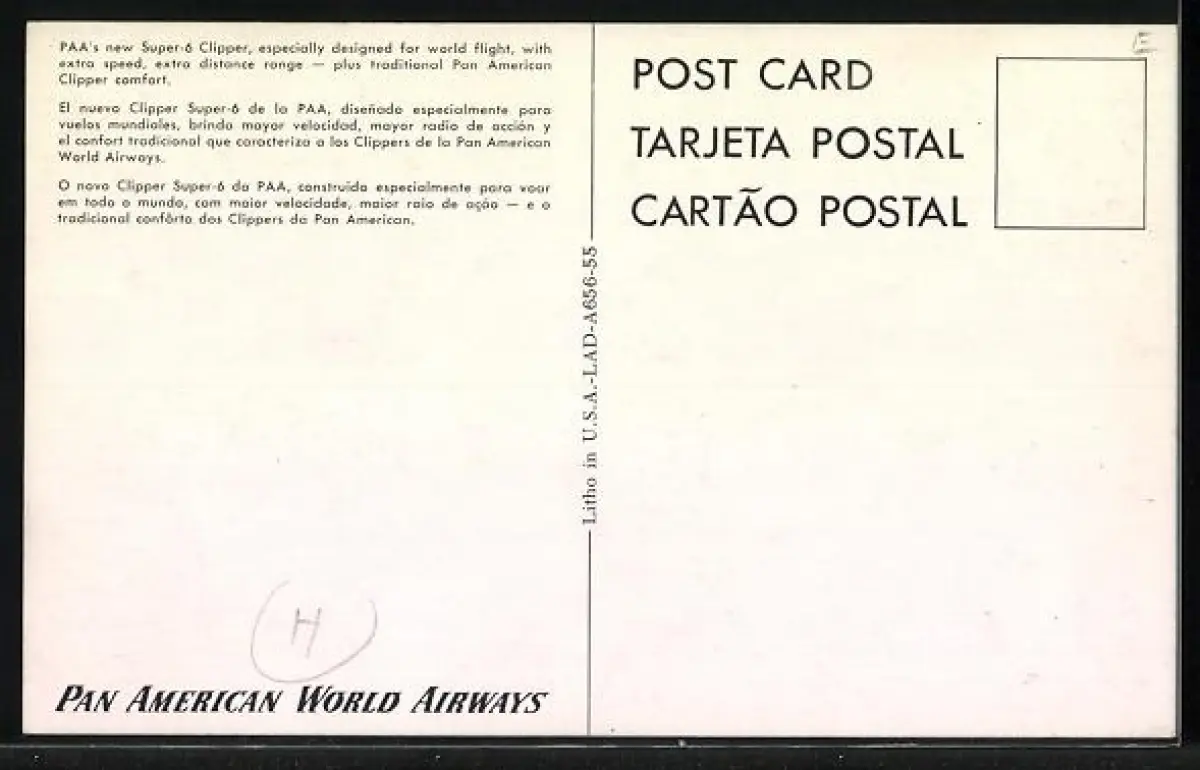 PAA's new Super-6 Clipper, especially designed for world flight, with
extra speed, extra distance range — plus traditional Pan American
Clipper comfort.
El nuevo Clipper Super-6 de la PAA, diseñado especialmente para
vuelos mundiales, brinda mayor velocidad, mayor radio de acción y
el confort tradicional que caracteriza a los Clippers de la Pan American
World Airways.
O novo Clipper Super-6 da PAA, construido especialmente para voar
em todo o mundo, com maior velocidade, maior raio de ação — e o
tradicional confôrto dos Clippers da Pan American.
H
PAN AMERICAN WORLD AIRWAYS
Litho in U.S.A.-LAD-A656-55
POST CARD
TARJETA POSTAL
CARTÃO POSTAL
E